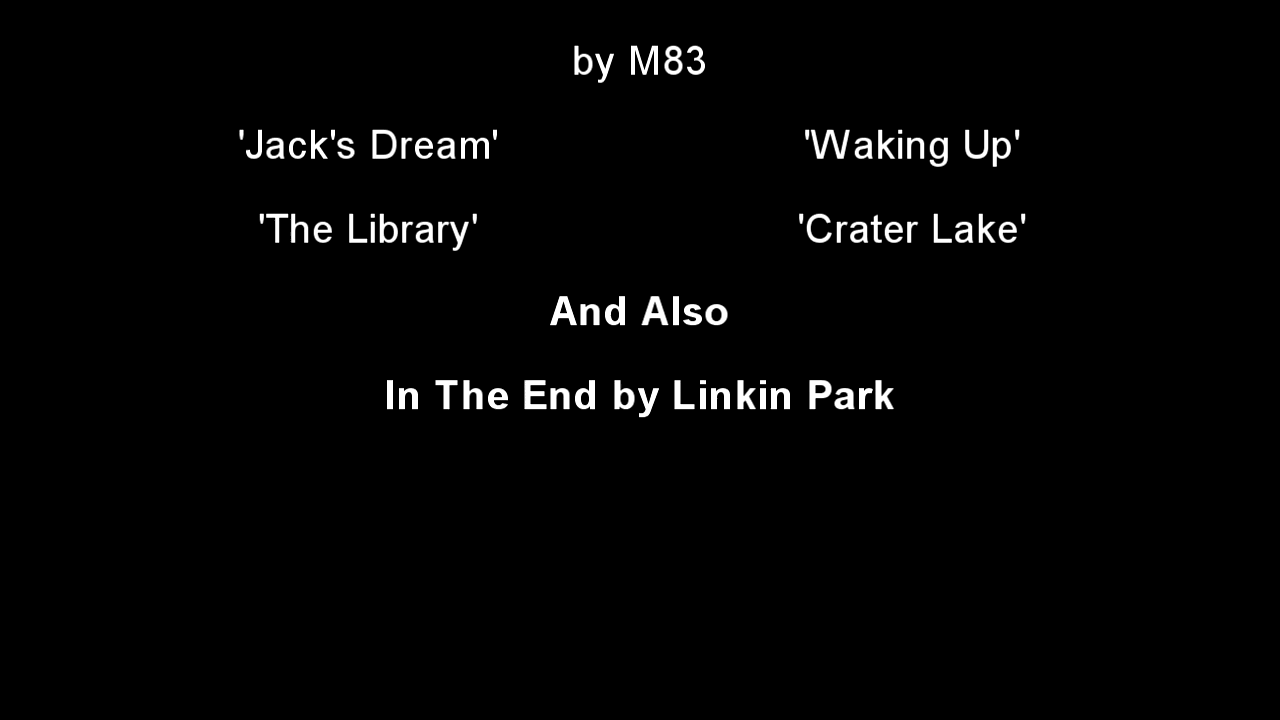 by M83
'Jack's Dream' 'Waking Up'
'The Library' 'Crater Lake'
And Also
In The End by Linkin Park